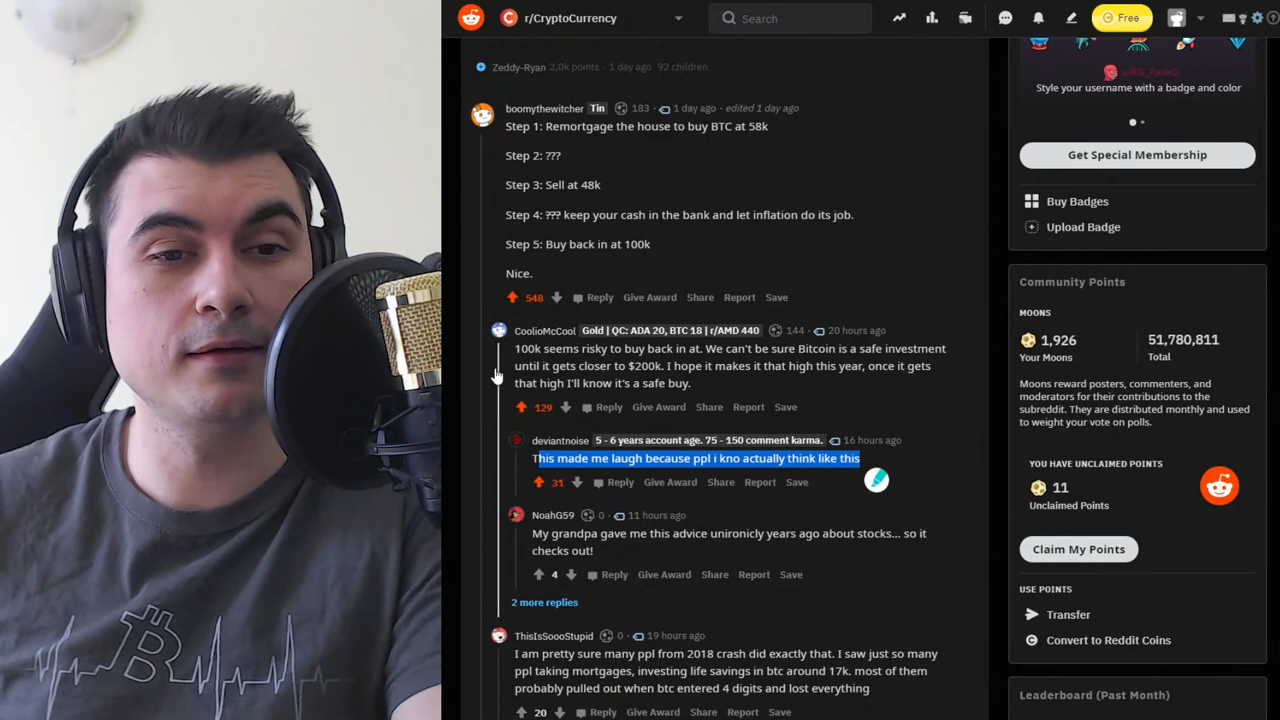 r/CryptoCurrency
Search
Free
Zeddy-Ryan 2.0k points · 1 day ago 92 children
boomythewitcher Tin 183 · 1 day ago · edited 1 day ago
Step 1: Remortgage the house to buy BTC at 58k
Step 2: ???
Step 3: Sell at 48k
Step 4: ??? keep your cash in the bank and let inflation do its job.
Step 5: Buy back in at 100k
Nice.
548 Reply Give Award Share Report Save
CoolioMcCool Gold | QC: ADA 20, BTC 18 | r/AMD 440 144 · 20 hours ago
100k seems risky to buy back in at. We can't be sure Bitcoin is a safe investment
until it gets closer to $200k. I hope it makes it that high this year, once it gets
that high I'll know it's a safe buy.
129 Reply Give Award Share Report Save
deviantnoise 5 - 6 years account age. 75 - 150 comment karma. 16 hours ago
This made me laugh because ppl i kno actually think like this
31 Reply Give Award Share Report Save
NoahG59 0 · 11 hours ago
My grandpa gave me this advice unironicly years ago about stocks... so it
checks out!
4 Reply Give Award Share Report Save
2 more replies
ThisIsSoooStupid 0 · 19 hours ago
I am pretty sure many ppl from 2018 crash did exactly that. I saw just so many
ppl taking mortgages, investing life savings in btc around 17k. most of them
probably pulled out when btc entered 4 digits and lost everything
20 Reply Give Award Share Report Save
Style your username with a badge and color
Get Special Membership
Buy Badges
Upload Badge
Community Points
MOONS
1,926 51,780,811
Your Moons Total
Moons reward posters, commenters, and
moderators for their contributions to the
subreddit. They are distributed monthly and used
to weight your vote on polls.
YOU HAVE UNCLAIMED POINTS
11
Unclaimed Points
Claim My Points
USE POINTS
Transfer
Convert to Reddit Coins
Leaderboard (Past Month)